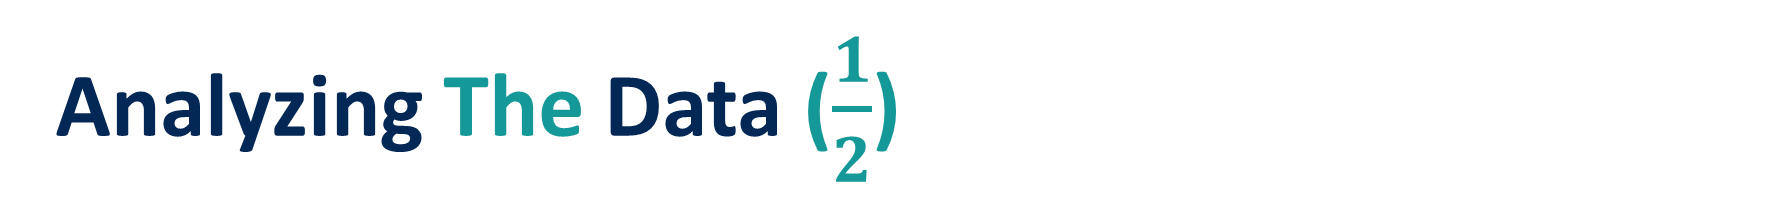 Analyzing The Data (1/2)